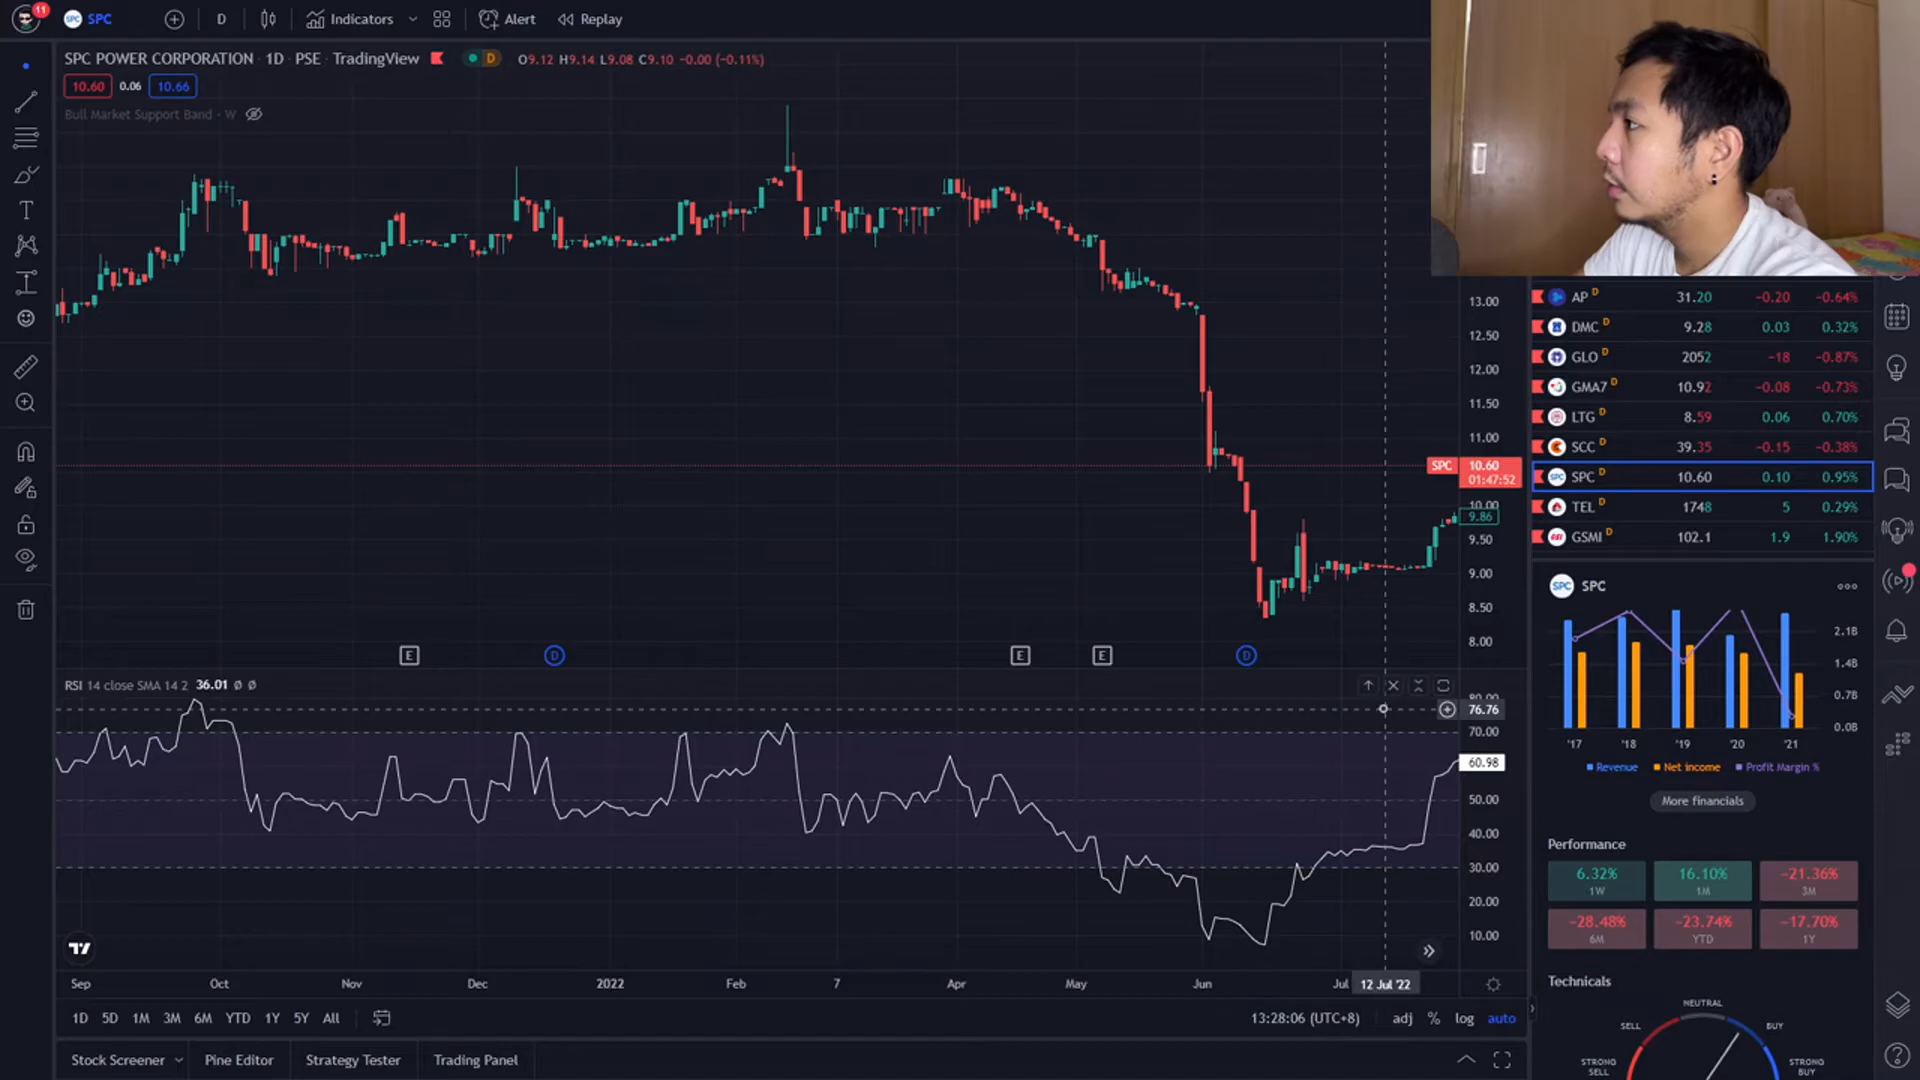 11
SPC
D
Indicators
Alert
Replay
SPC POWER CORPORATION · 1D · PSE · TradingView
D
O9.12 H9.14 L9.08 C9.10 −0.00 (−0.11%)
10.60
0.06
10.66
Bull Market Support Band · W
13.00
12.50
12.00
11.50
11.00
SPC
10.60
01:47:52
10.00
9.86
9.50
9.00
8.50
8.00
E
D
E
E
D
RSI 14 close SMA 14 2 36.01 ø ø
80.00
76.76
70.00
60.98
50.00
40.00
30.00
20.00
10.00
Sep
Oct
Nov
Dec
2022
Feb
7
Apr
May
Jun
Jul
12 Jul '22
1D
5D
1M
3M
6M
YTD
1Y
5Y
All
13:28:06 (UTC+8)
adj
%
log
auto
Stock Screener
Pine Editor
Strategy Tester
Trading Panel
AP D 31.20 −0.20 −0.64%
DMC D 9.28 0.03 0.32%
GLO D 2052 −18 −0.87%
GMA7 D 10.92 −0.08 −0.73%
LTG D 8.59 0.06 0.70%
SCC D 39.35 −0.15 −0.38%
SPC SPC D 10.60 0.10 0.95%
TEL D 1748 5 0.29%
GSMI D 102.1 1.9 1.90%
SPC SPC
2.1B
1.4B
0.7B
0.0B
'17
'18
'19
'20
'21
Revenue
Net income
Profit Margin %
More financials
Performance
6.32%
1W
16.10%
1M
−21.36%
3M
−28.48%
6M
−23.74%
YTD
−17.70%
1Y
Technicals
NEUTRAL
SELL
BUY
STRONG
SELL
STRONG
BUY